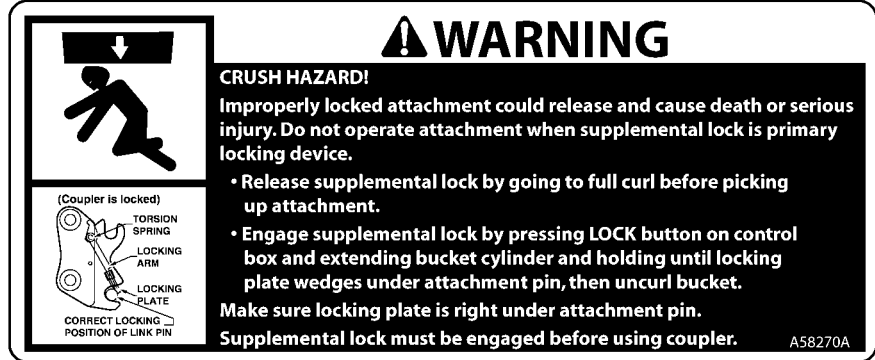 WARNING
CRUSH HAZARD!
Improperly locked attachment could release and cause death or serious
injury. Do not operate attachment when supplemental lock is primary
locking device.
• Release supplemental lock by going to full curl before picking
up attachment.
• Engage supplemental lock by pressing LOCK button on control
box and extending bucket cylinder and holding until locking
plate wedges under attachment pin, then uncurl bucket.
Make sure locking plate is right under attachment pin.
Supplemental lock must be engaged before using coupler.
A58270A
(Coupler is locked)
TORSION
SPRING
LOCKING
ARM
LOCKING
PLATE
CORRECT LOCKING
POSITION OF LINK PIN